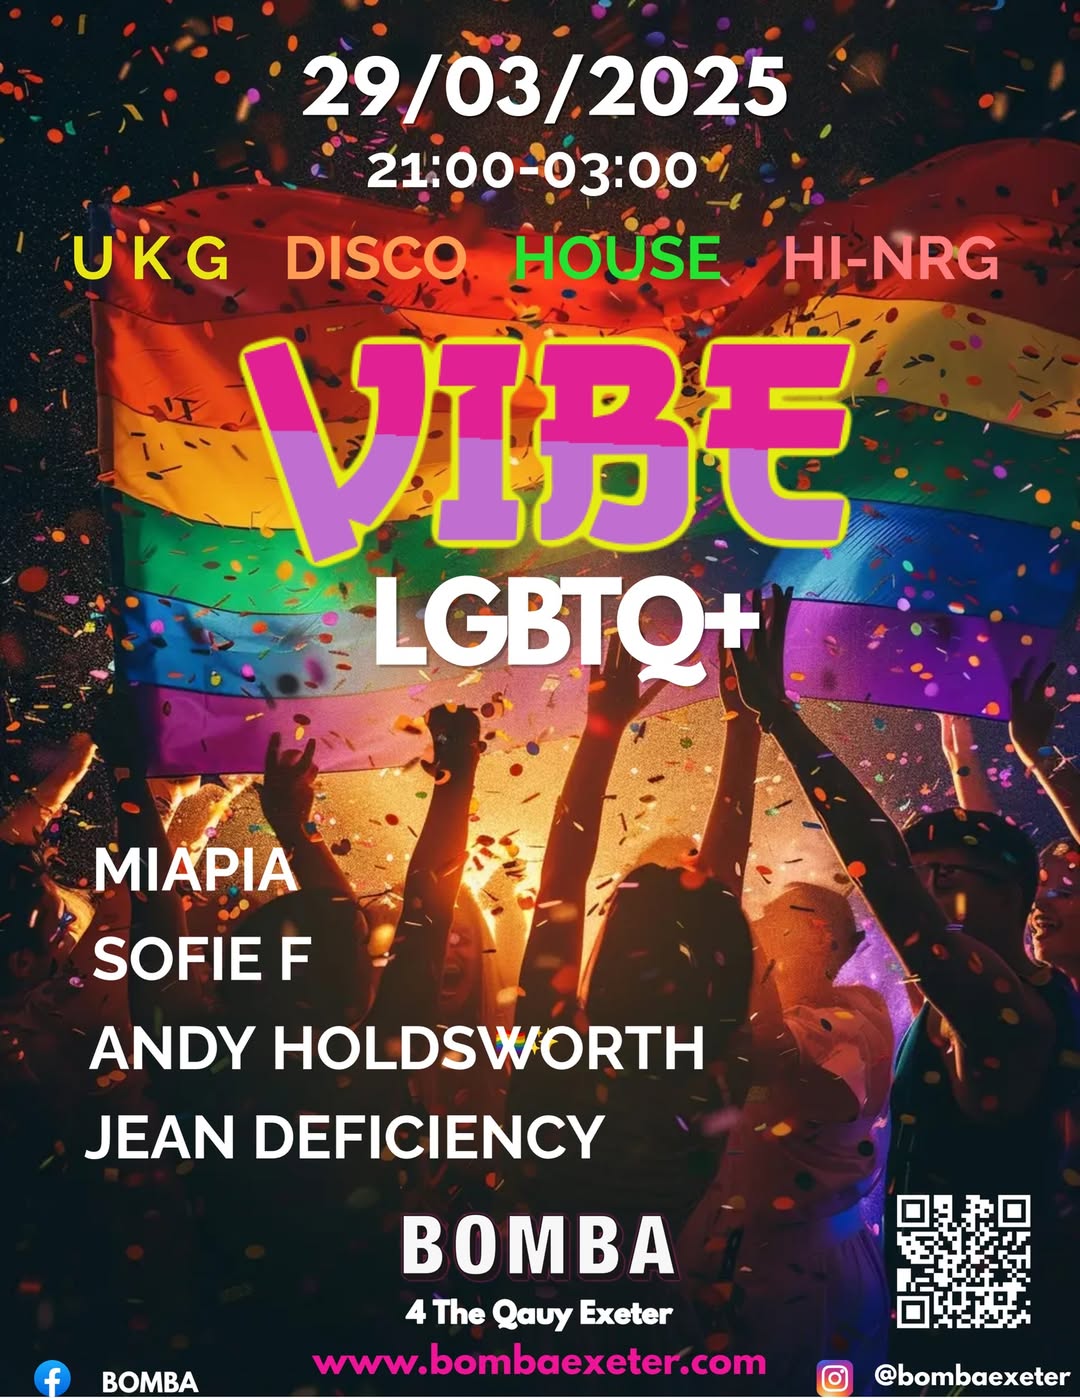 29/03/2025
21:00-03:00
UKG DISCO HOUSE HI-NRG
VIBE
LGBTQ+
MIAPIA
SOFIE F
ANDY HOLDSWORTH
JEAN DEFICIENCY
BOMBA
4 The Qauy Exeter
www.bombaexeter.com
BOMBA @bombaexeter